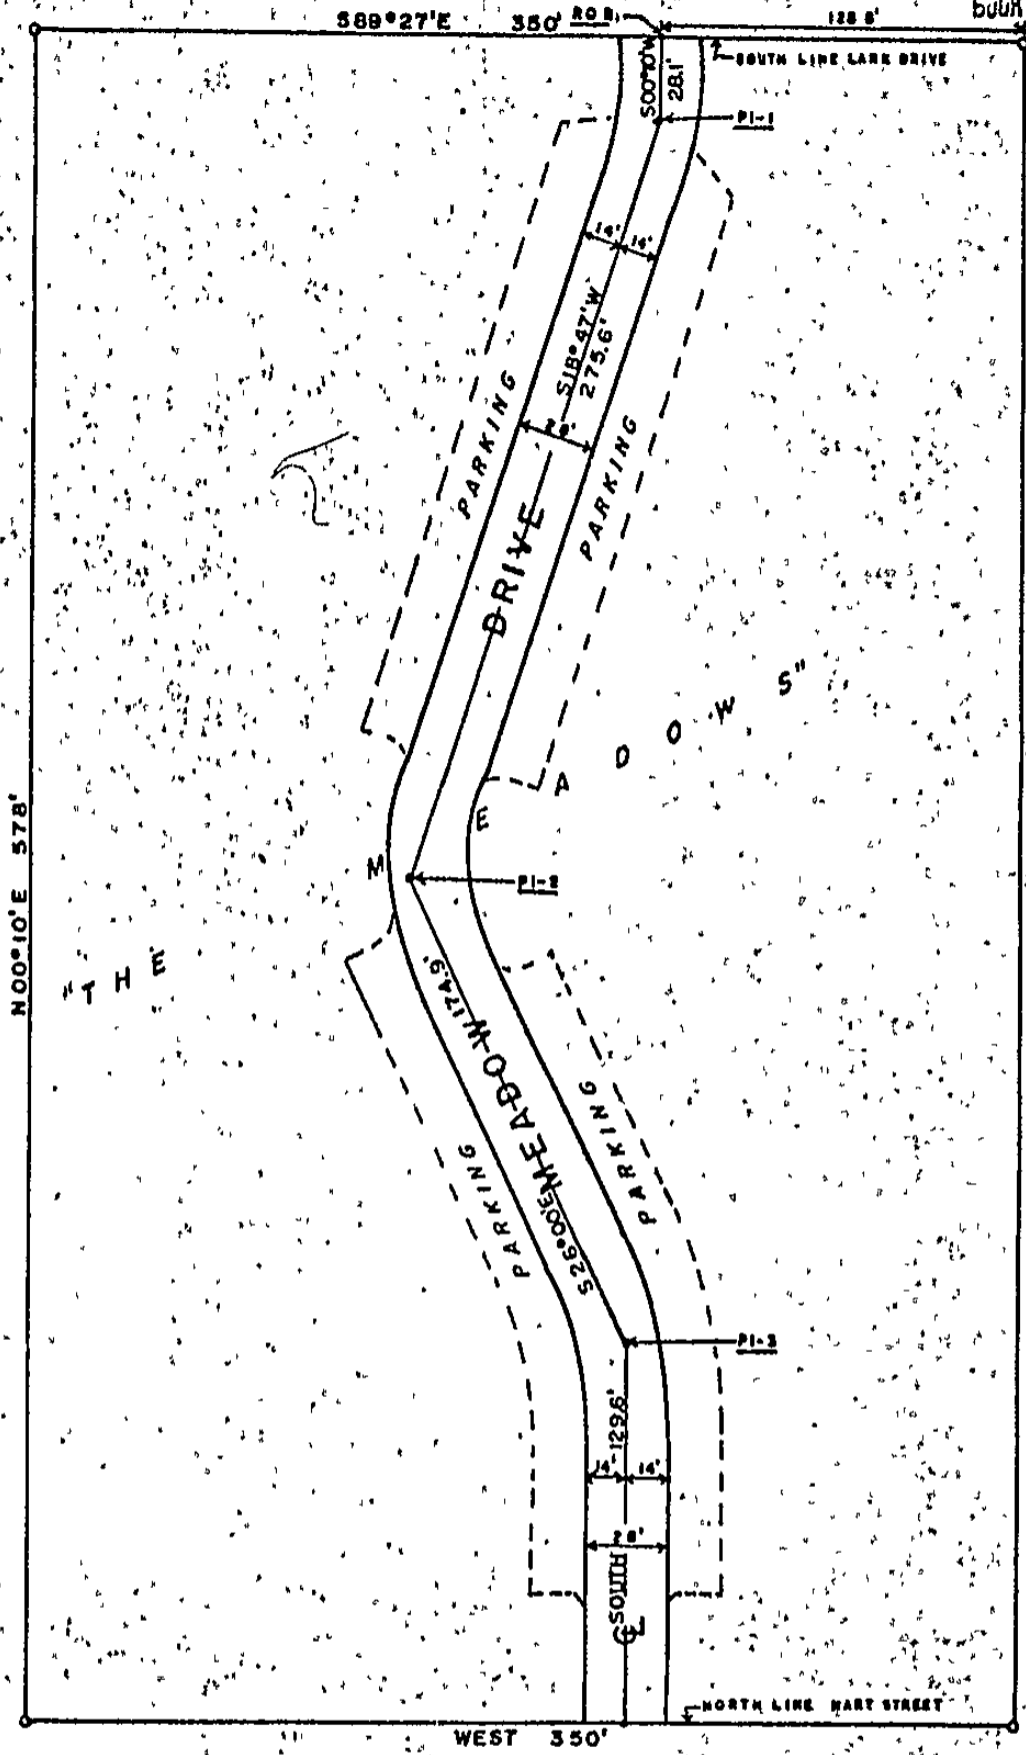 S89°27'E 350' P.O.B. 128.8'
SOUTH LINE LARK DRIVE
S00°10'W
28.1'
PI-1
14' 14'
S18°47'W
275.6'
28'
PARKING
PARKING
DRIVE
"THE MEADOWS"
PI-2
N00°10'E 578'
174.9'
MEADOW
S26°00'E
PARKING
PARKING
PI-3
129.6'
14' 14'
28'
SOUTH
℄
NORTH LINE HART STREET
WEST 350'